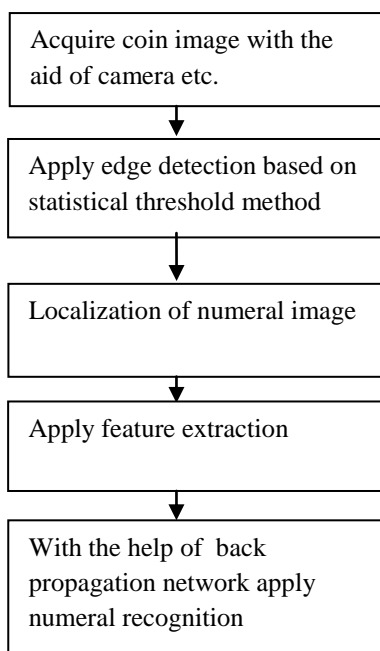 Acquire coin image with the
aid of camera etc.
Apply edge detection based on
statistical threshold method
Localization of numeral image
Apply feature extraction
With the help of  back
propagation network apply
numeral recognition